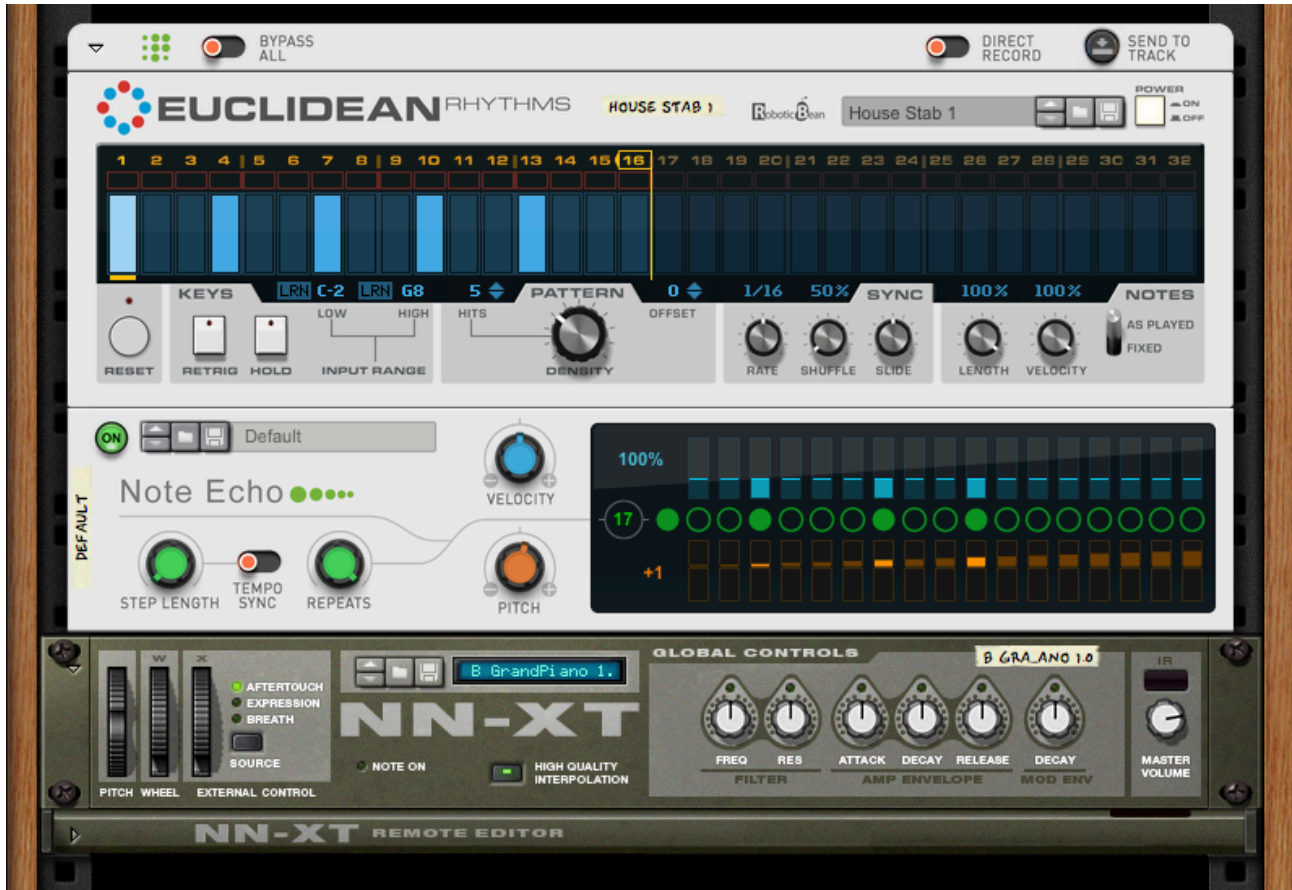 BYPASS ALL
DIRECT RECORD
SEND TO TRACK
EUCLIDEAN RHYTHMS
HOUSE STAB 1
RoboticBean
House Stab 1
POWER
ON
OFF
1 2 3 4 5 6 7 8 9 10 11 12 13 14 15 16 17 18 19 20 21 22 23 24 25 26 27 28 29 30 31 32
KEYS LRN C-2 LRN G8 5 PATTERN 0 1/16 50% SYNC 100% 100% NOTES
LOW HIGH HITS OFFSET
AS PLAYED
FIXED
RESET RETRIG HOLD INPUT RANGE DENSITY RATE SHUFFLE SLIDE LENGTH VELOCITY
ON
Default
100%
Note Echo
VELOCITY
DEFAULT
17
+1
STEP LENGTH TEMPO SYNC REPEATS PITCH
W X
AFTERTOUCH
EXPRESSION
BREATH
SOURCE
PITCH WHEEL EXTERNAL CONTROL
B GrandPiano 1.
NN-XT
NOTE ON
HIGH QUALITY
INTERPOLATION
GLOBAL CONTROLS
B GRA_ANO 1.0
IR
FREQ RES ATTACK DECAY RELEASE DECAY
FILTER AMP ENVELOPE MOD ENV
MASTER
VOLUME
NN-XT REMOTE EDITOR